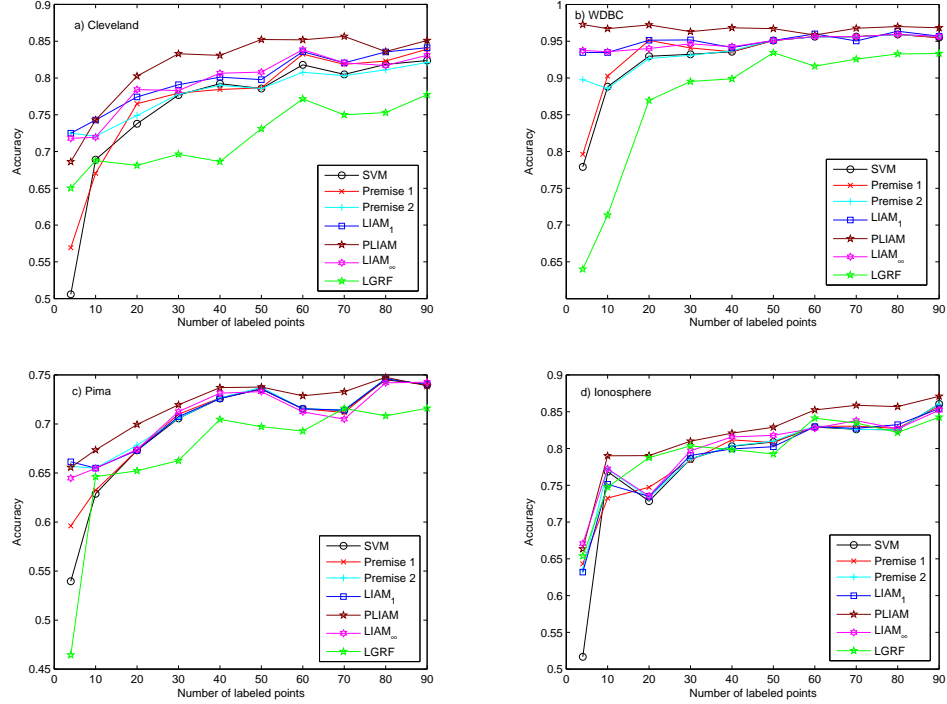 a) Cleveland
0.9
0.85
0.8
0.75
0.7
0.65
0.6
0.55
0.5
Accuracy
0 10 20 30 40 50 60 70 80 90
Number of labeled points
SVM
Premise 1
Premise 2
LIAM₁
PLIAM
LIAM∞
LGRF
b) WDBC
1
0.95
0.9
0.85
0.8
0.75
0.7
0.65
Accuracy
0 10 20 30 40 50 60 70 80 90
Number of labeled points
SVM
Premise 1
Premise 2
LIAM₁
PLIAM
LIAM∞
LGRF
c) Pima
0.75
0.7
0.65
0.6
0.55
0.5
0.45
Accuracy
0 10 20 30 40 50 60 70 80 90
Number of labeled points
SVM
Premise 1
Premise 2
LIAM₁
PLIAM
LIAM∞
LGRF
d) Ionosphere
0.9
0.85
0.8
0.75
0.7
0.65
0.6
0.55
0.5
Accuracy
0 10 20 30 40 50 60 70 80 90
Number of labeled points
SVM
Premise 1
Premise 2
LIAM₁
PLIAM
LIAM∞
LGRF